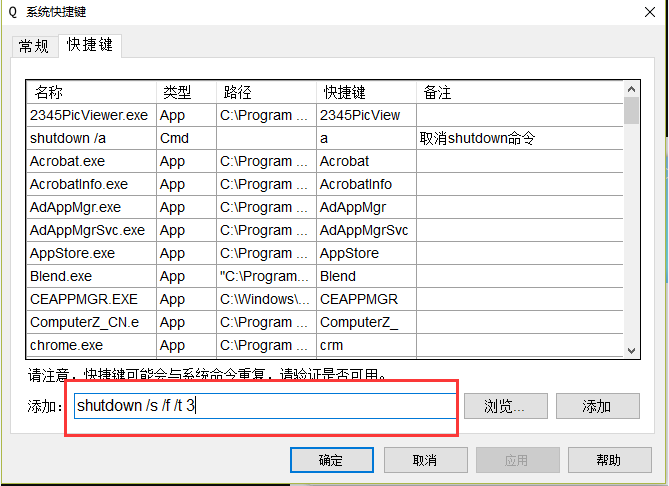 Q 系统快捷键
常规 快捷键
名称 类型 路径 快捷键 备注
2345PicViewer.exe App C:\Program ... 2345PicView
shutdown /a Cmd a 取消shutdown命令
Acrobat.exe App C:\Program ... Acrobat
AcrobatInfo.exe App C:\Program ... AcrobatInfo
AdAppMgr.exe App C:\Program ... AdAppMgr
AdAppMgrSvc.exe App C:\Program ... AdAppMgrSvc
AppStore.exe App C:\Program ... AppStore
Blend.exe App "C:\Program... Blend
CEAPPMGR.EXE App C:\Windows\... CEAPPMGR
ComputerZ_CN.e App C:\Program ... ComputerZ_
chrome.exe App C:\Program ... crm
请注意，快捷键可能会与系统命令重复，请验证是否可用。
添加： shutdown /s /f /t 3 浏览... 添加
确定 取消 应用 帮助